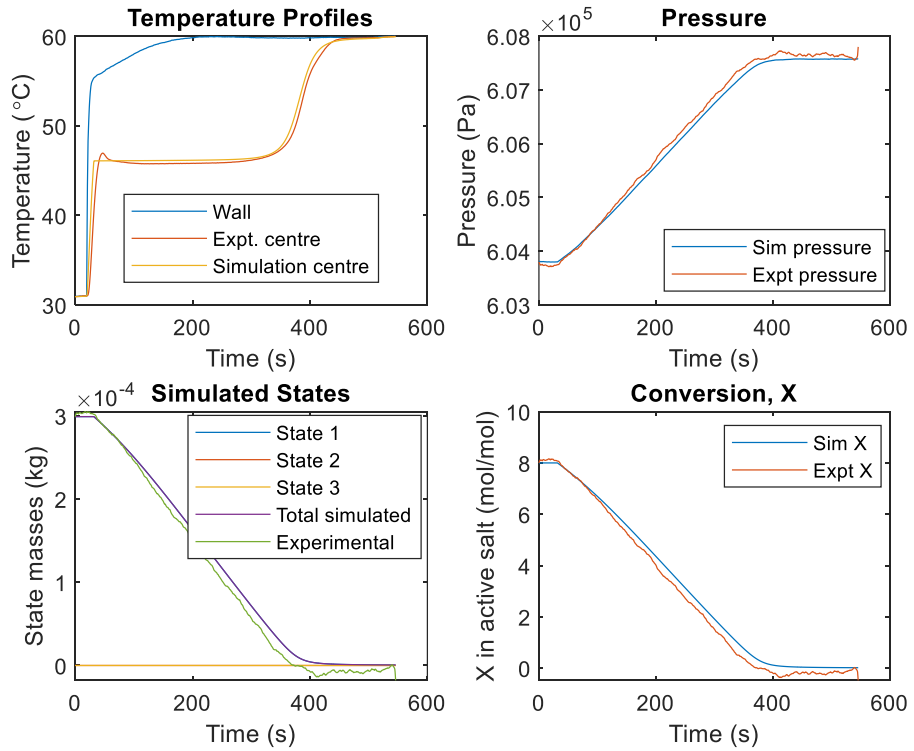 Temperature Profiles
Temperature (°C)
60
50
40
30
Wall
Expt. centre
Simulation centre
0
200
400
600
Time (s)
Pressure
×10^5
Pressure (Pa)
6.08
6.07
6.06
6.05
6.04
6.03
Sim pressure
Expt pressure
0
200
400
600
Time (s)
Simulated States
×10^-4
State masses (kg)
3
2
1
0
State 1
State 2
State 3
Total simulated
Experimental
0
200
400
600
Time (s)
Conversion, X
X in active salt (mol/mol)
10
8
6
4
2
0
Sim X
Expt X
0
200
400
600
Time (s)